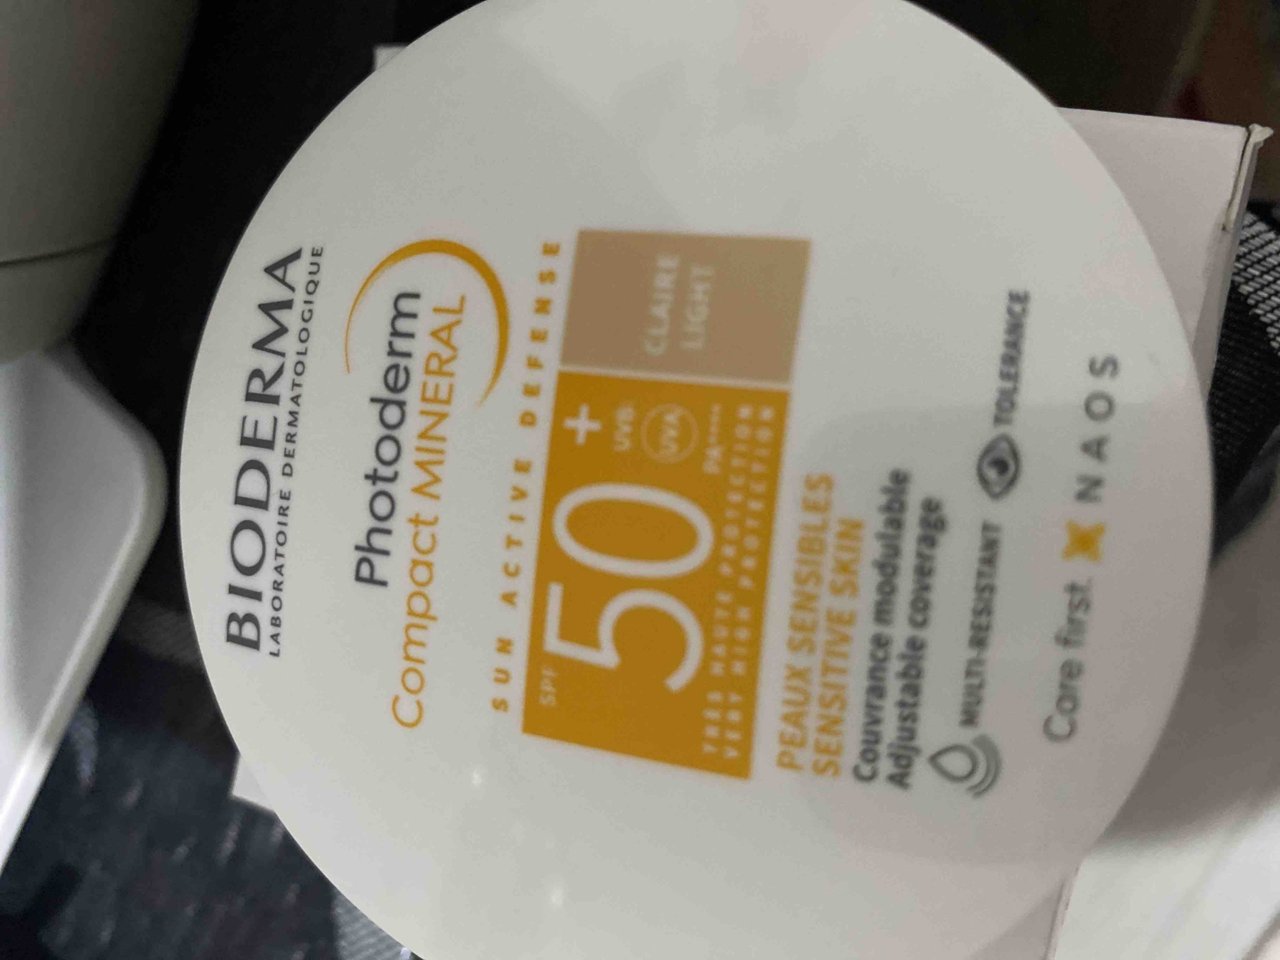 BIODERMA
LABORATOIRE DERMATOLOGIQUE
Photoderm
Compact MINERAL
SUN ACTIVE DEFENSE
SPF
50+
UVB
UVA
PA++++
TRÈS HAUTE PROTECTION
VERY HIGH PROTECTION
CLAIRE
LIGHT
PEAUX SENSIBLES
SENSITIVE SKIN
Couvrance modulable
Adjustable coverage
MULTI-RESISTANT
TOLERANCE
Care first.
NAOS